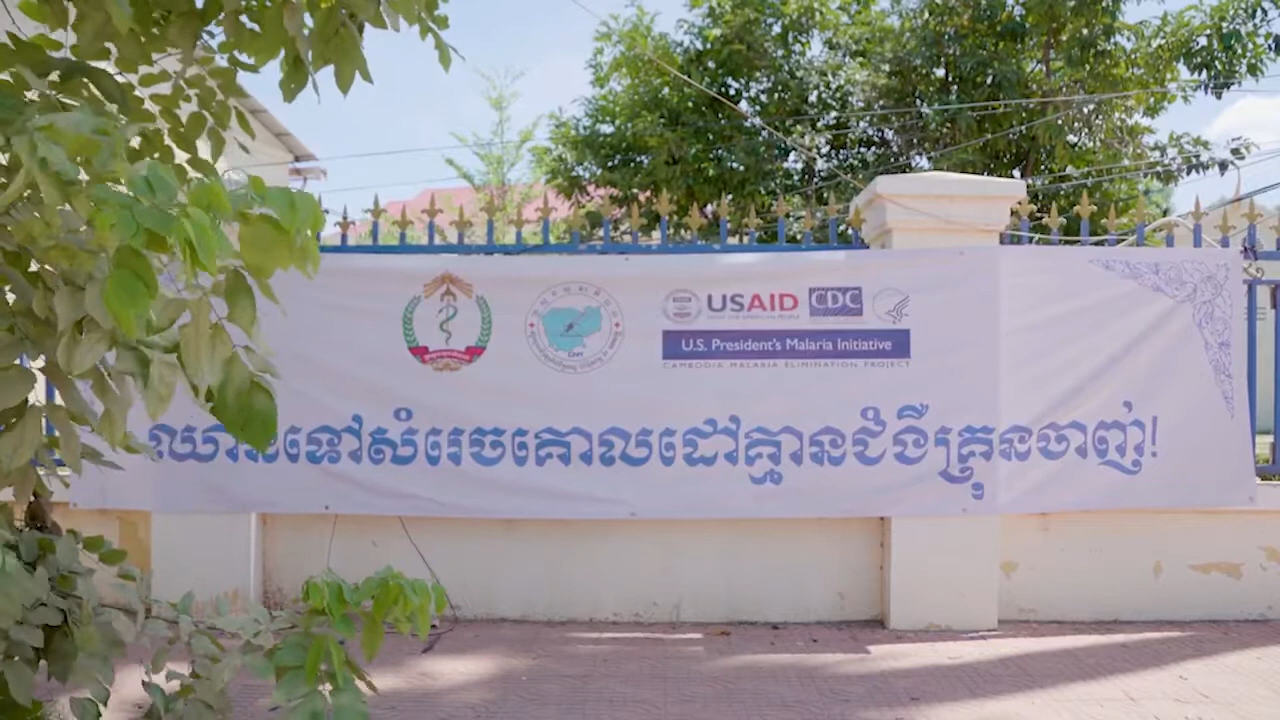 USAID
CDC
U.S. President's Malaria Initiative
CAMBODIA MALARIA ELIMINATION PROJECT
ឈានទៅសំរេចគោលដៅគ្មានជំងឺគ្រុនចាញ់!